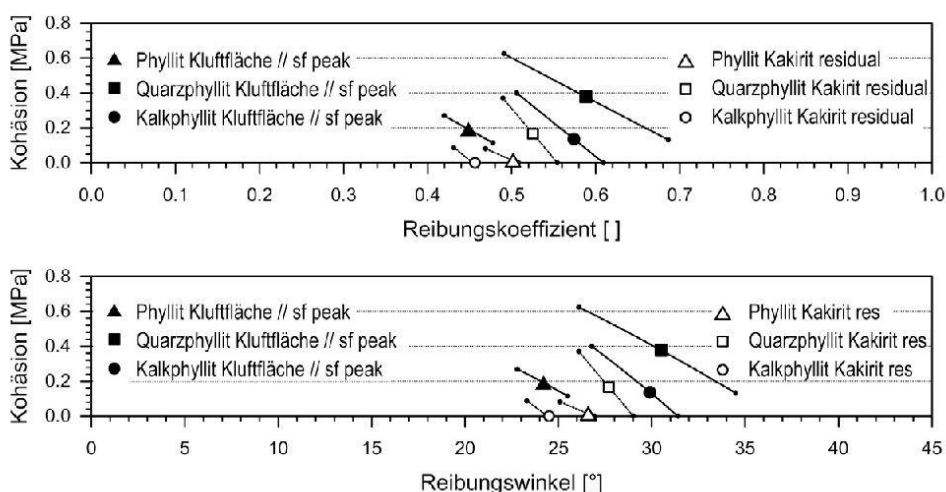 Kohäsion [MPa]
0.8
0.6
0.4
0.2
0.0
Phyllit Kluftfläche // sf peak
Quarzphyllit Kluftfläche // sf peak
Kalkphyllit Kluftfläche // sf peak
Phyllit Kakirit residual
Quarzphyllit Kakirit residual
Kalkphyllit Kakirit residual
0.0 0.1 0.2 0.3 0.4 0.5 0.6 0.7 0.8 0.9 1.0
Reibungskoeffizient [ ]
Kohäsion [MPa]
0.8
0.6
0.4
0.2
0.0
Phyllit Kluftfläche // sf peak
Quarzphyllit Kluftfläche // sf peak
Kalkphyllit Kluftfläche // sf peak
Phyllit Kakirit res
Quarzphyllit Kakirit res
Kalkphyllit Kakirit res
0 5 10 15 20 25 30 35 40 45
Reibungswinkel [°]